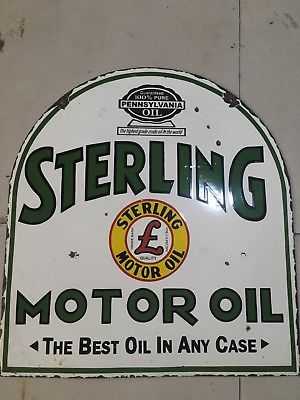 Guaranteed
100% PURE
PENNSYLVANIA
OIL
The highest grade crude oil in the world
STERLING
STERLING
£
QUALITY
MOTOR OIL
MOTOR OIL
THE BEST OIL IN ANY CASE